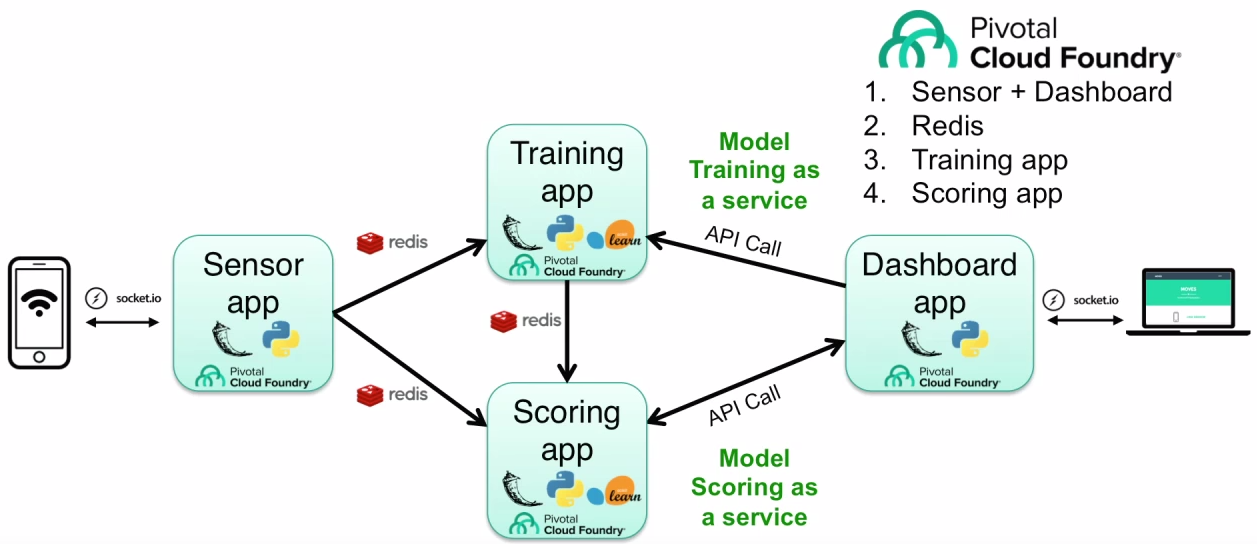 Pivotal
Cloud Foundry®
1. Sensor + Dashboard
2. Redis
3. Training app
4. Scoring app
Training
app
learn
Pivotal
Cloud Foundry
Model
Training as
a service
redis
API Call
Sensor
app
Pivotal
Cloud Foundry
socket.io
redis
redis
Dashboard
app
Pivotal
Cloud Foundry
socket.io
MOVES
Scoring
app
learn
Pivotal
Cloud Foundry
API Call
Model
Scoring as
a service